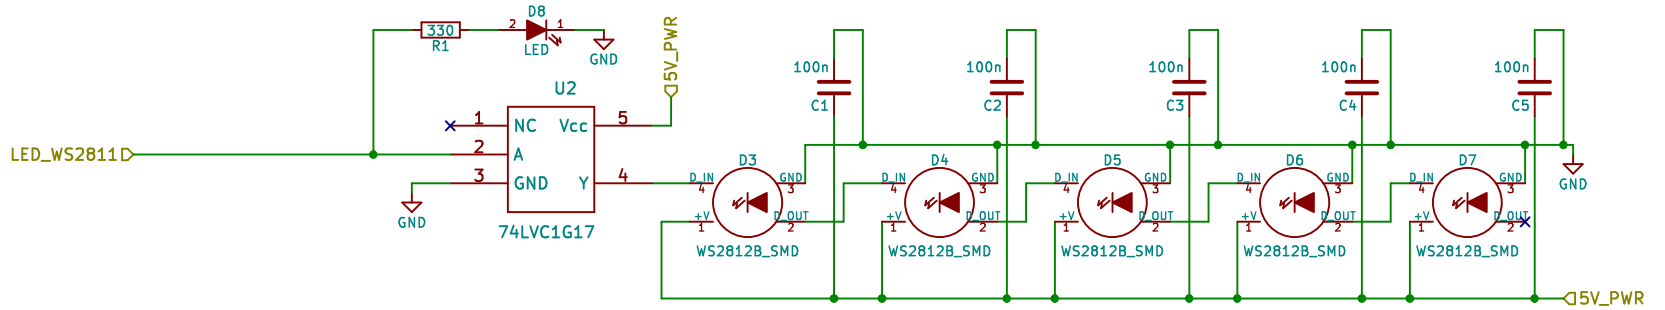 D8
2 1
330
R1
LED
GND
5V_PWR
U2
1 NC
Vcc 5
LED_WS2811
2 A
3 GND
Y 4
GND
74LVC1G17
100n
C1
100n
C2
100n
C3
100n
C4
100n
C5
D3
D_IN GND
4 3
+V D_OUT
1 2
WS2812B_SMD
D4
D_IN GND
4 3
+V D_OUT
1 2
WS2812B_SMD
D5
D_IN GND
4 3
+V D_OUT
1 2
WS2812B_SMD
D6
D_IN GND
4 3
+V D_OUT
1 2
WS2812B_SMD
D7
D_IN GND
4 3
+V D_OUT
1 2
WS2812B_SMD
GND
5V_PWR